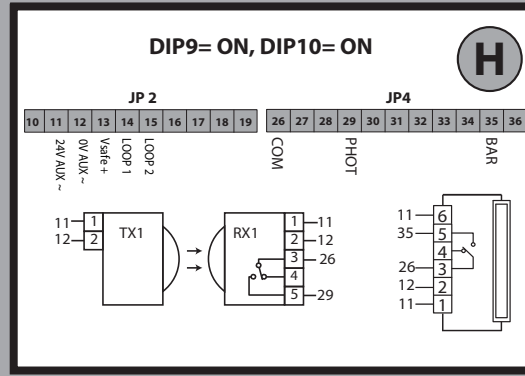 DIP9= ON, DIP10= ON
H
JP 2
JP4
10 11 12 13 14 15 16 17 18 19
26 27 28 29 30 31 32 33 34 35 36
24V AUX ~
0V AUX ~
Vsafe +
LOOP 1
LOOP 2
COM
PHOT
BAR
TX1
11 1
12 2
RX1
1 11
2 12
3 26
4
5 29
11 6
35 5
4
26 3
12 2
11 1